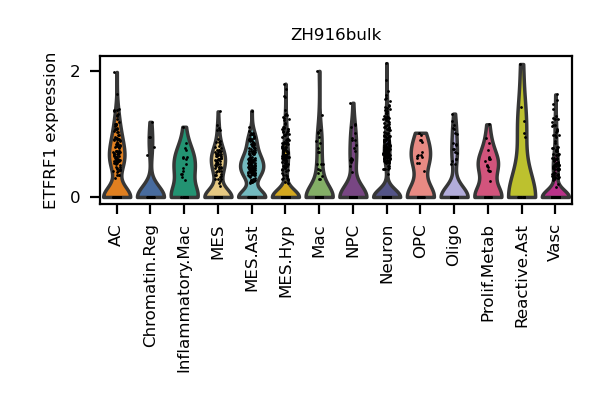 ZH916bulk
ETFRF1 expression
2
0
AC
Chromatin.Reg
Inflammatory.Mac
MES
MES.Ast
MES.Hyp
Mac
NPC
Neuron
OPC
Oligo
Prolif.Metab
Reactive.Ast
Vasc